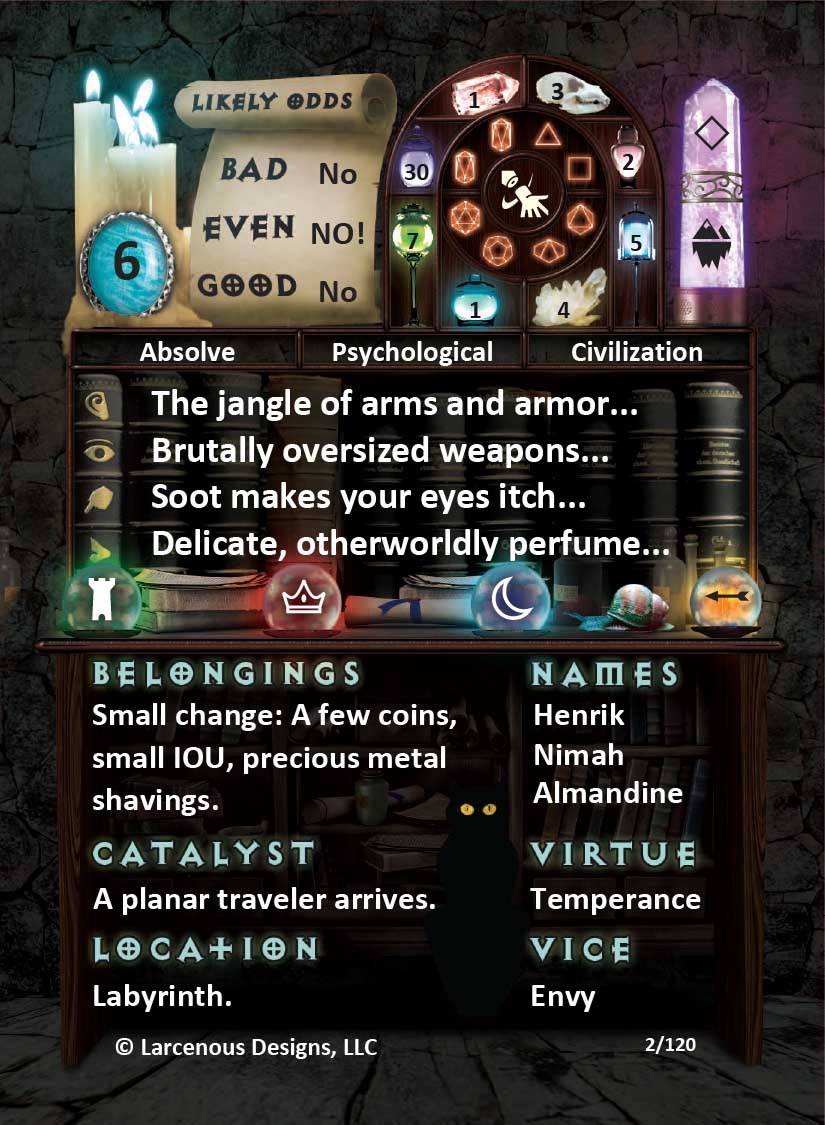 LIKELY ODDS
BAD No
EVEN NO!
GOOD No
6
1
3
30
2
7
5
1
4
Absolve Psychological Civilization
The jangle of arms and armor...
Brutally oversized weapons...
Soot makes your eyes itch...
Delicate, otherworldly perfume...
BELONGINGS
Small change: A few coins,
small IOU, precious metal
shavings.
NAMES
Henrik
Nimah
Almandine
CATALYST
A planar traveler arrives.
VIRTUE
Temperance
LOCATION
Labyrinth.
VICE
Envy
© Larcenous Designs, LLC
2/120